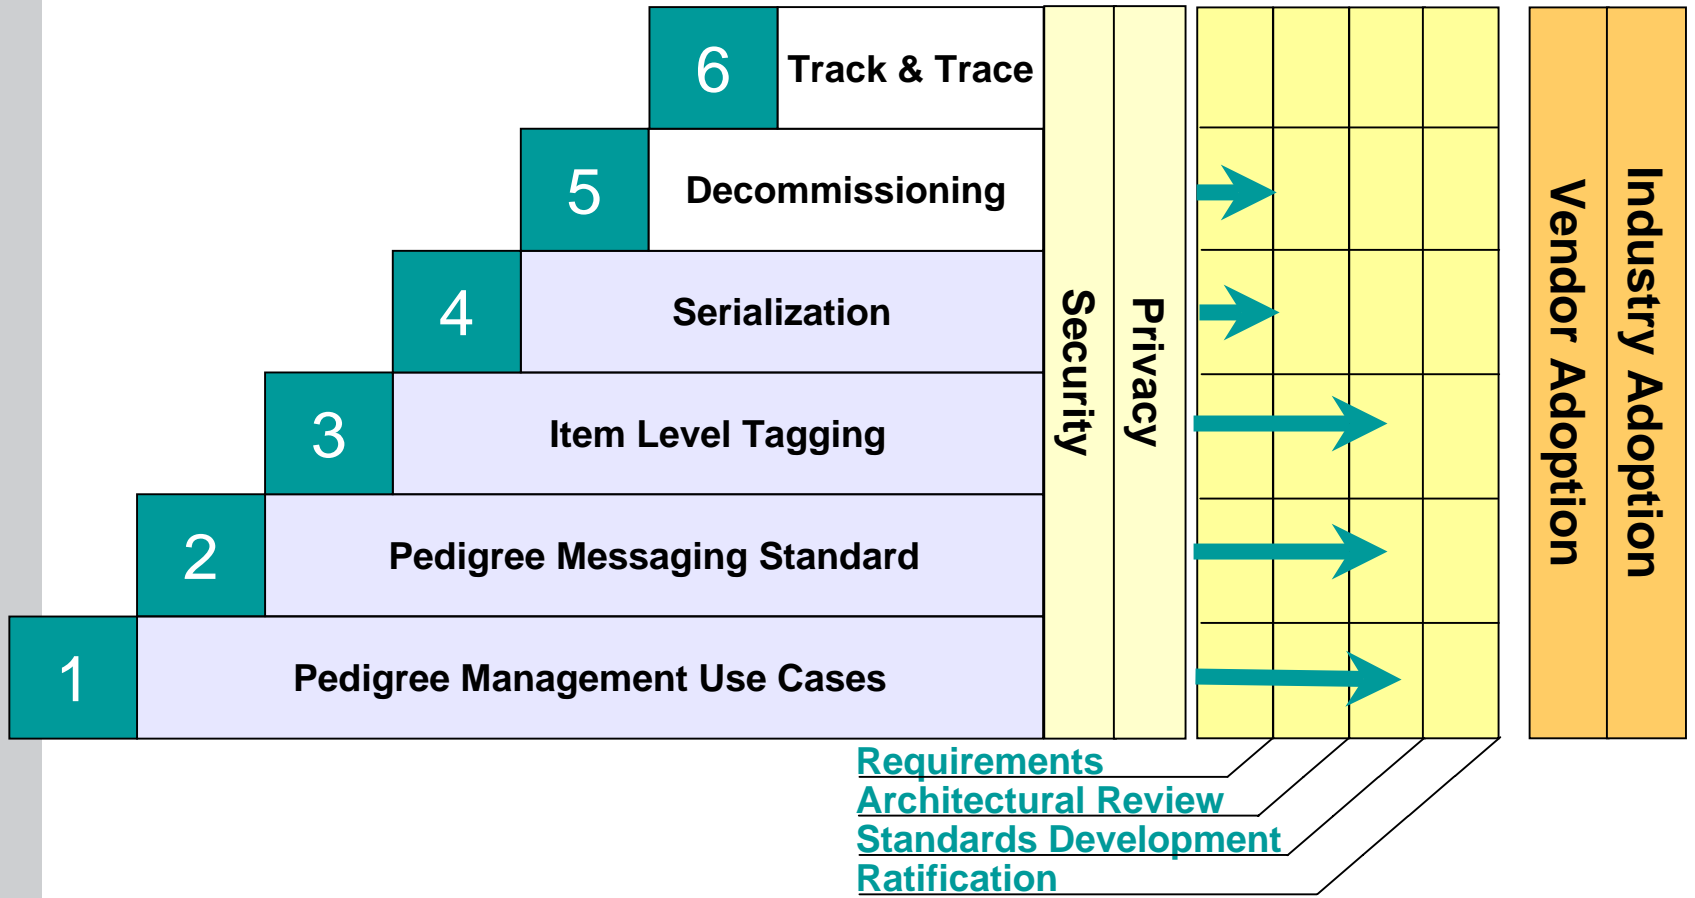 6 Track & Trace
5 Decommissioning
4 Serialization
3 Item Level Tagging
2 Pedigree Messaging Standard
1 Pedigree Management Use Cases
Security
Privacy
Vendor Adoption
Industry Adoption
Requirements
Architectural Review
Standards Development
Ratification